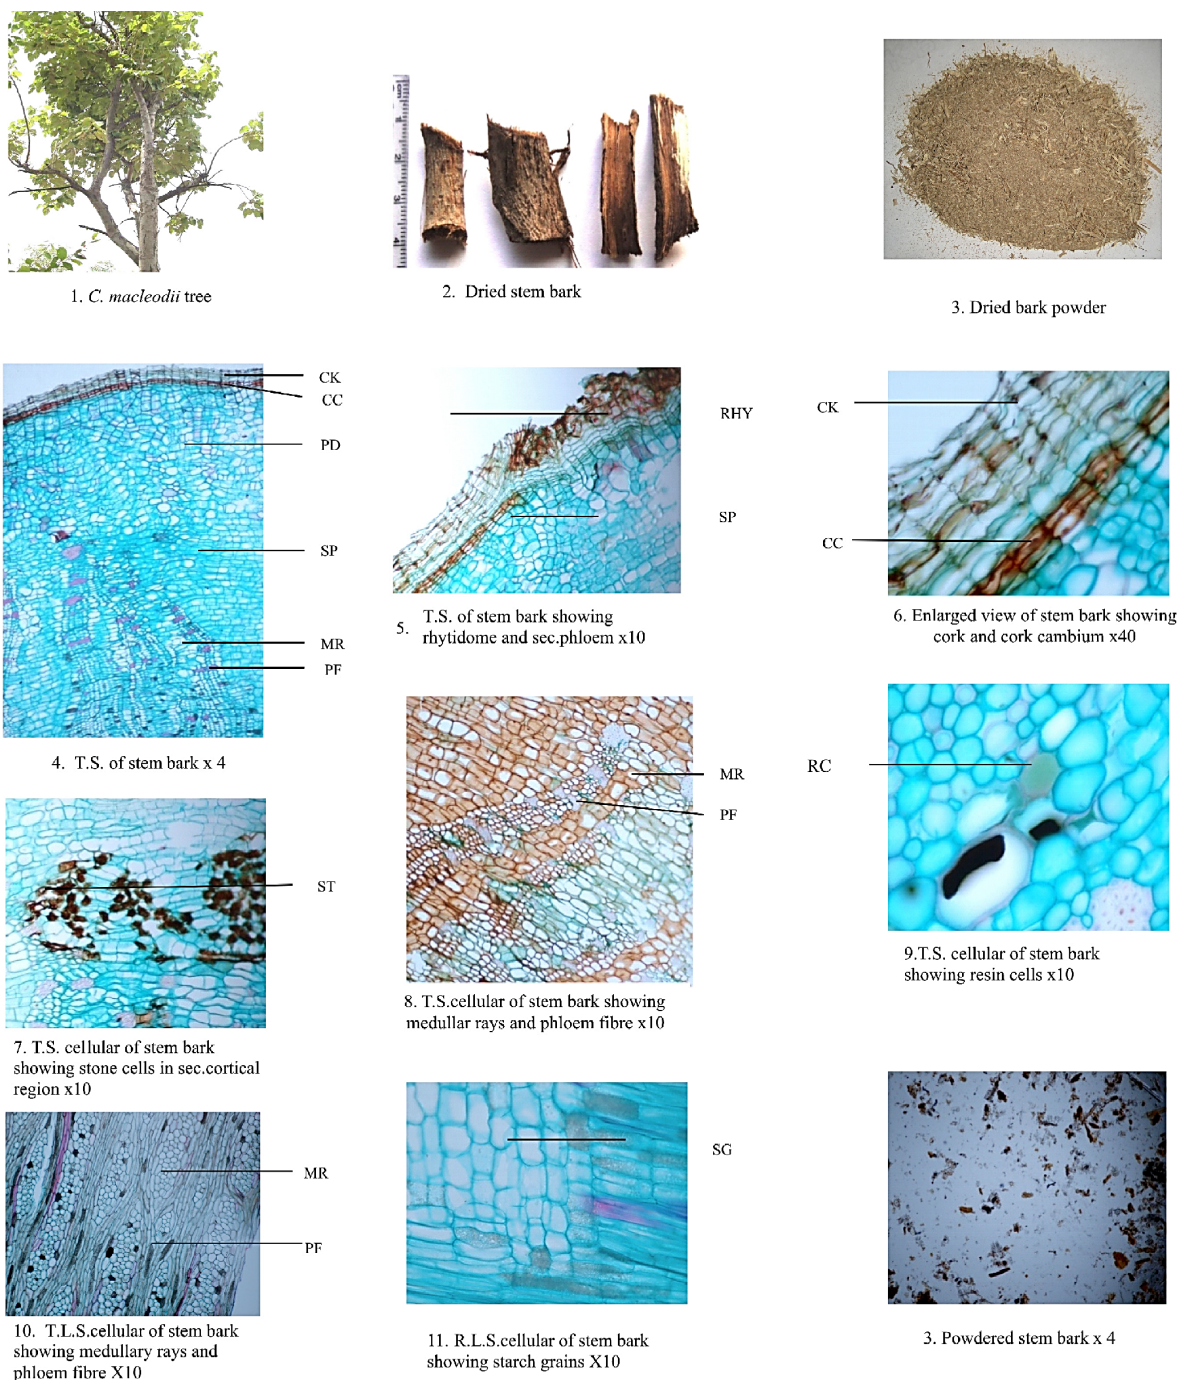 1. C. macleodii tree
2. Dried stem bark
3. Dried bark powder
CK
CC
PD
SP
MR
PF
4. T.S. of stem bark x 4
RHY
SP
5. T.S. of stem bark showing
rhytidome and sec.phloem x10
CK
CC
6. Enlarged view of stem bark showing
cork and cork cambium x40
ST
7. T.S. cellular of stem bark
showing stone cells in sec.cortical
region x10
MR
PF
8. T.S.cellular of stem bark showing
medullar rays and phloem fibre x10
RC
9.T.S. cellular of stem bark
showing resin cells x10
MR
PF
10. T.L.S.cellular of stem bark
showing medullary rays and
phloem fibre X10
SG
11. R.L.S.cellular of stem bark
showing starch grains X10
3. Powdered stem bark x 4